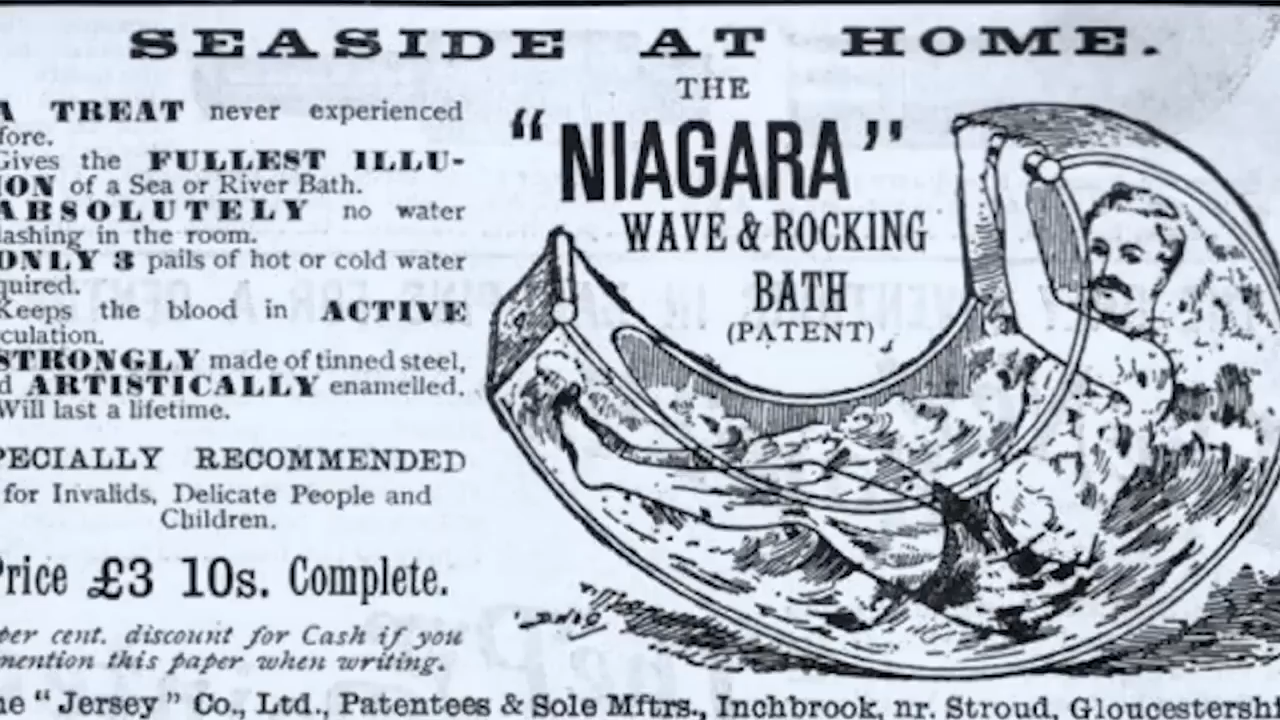 SEASIDE AT HOME.
A TREAT never experienced
fore.
Gives the FULLEST ILLU-
ION of a Sea or River Bath.
ABSOLUTELY no water
lashing in the room.
ONLY 3 pails of hot or cold water
quired.
Keeps the blood in ACTIVE
culation.
STRONGLY made of tinned steel,
d ARTISTICALLY enamelled.
Will last a lifetime.
PECIALLY RECOMMENDED
for Invalids, Delicate People and
Children.
Price £3 10s. Complete.
per cent. discount for Cash if you
mention this paper when writing.
THE
"NIAGARA"
WAVE & ROCKING
BATH
(PATENT)
he "Jersey" Co., Ltd., Patentees & Sole Mftrs., Inchbrook, nr. Stroud, Gloucestershi